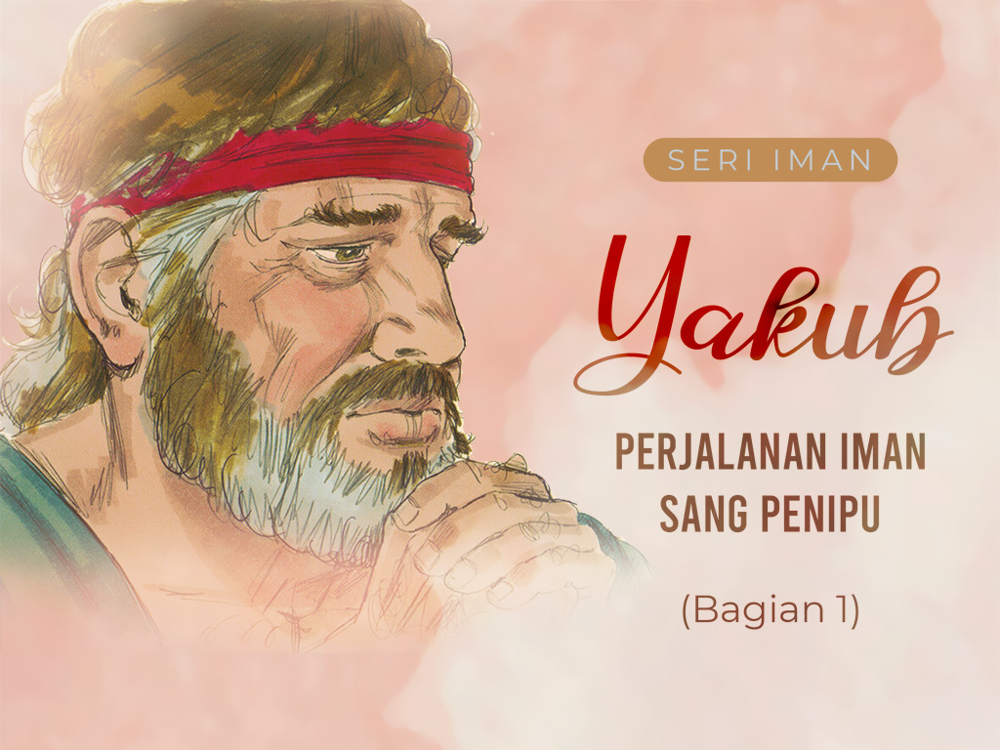 SERI IMAN
Yakub
PERJALANAN IMAN
SANG PENIPU
(Bagian 1)